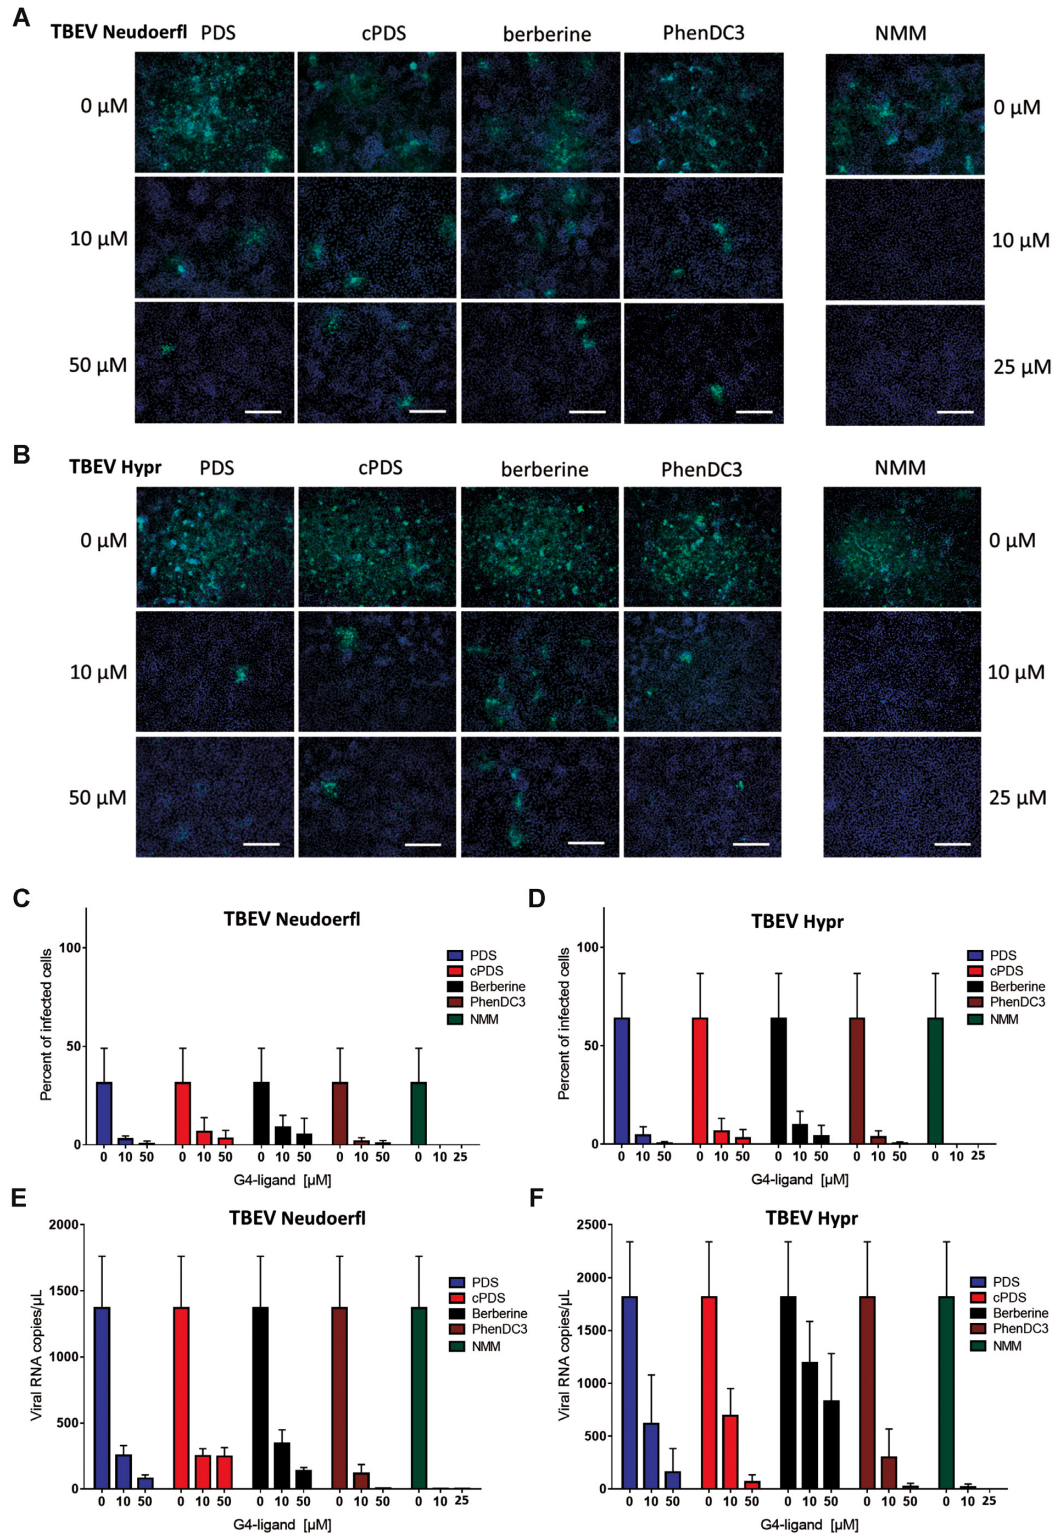 A
TBEV Neudoerfl PDS cPDS berberine PhenDC3 NMM
0 µM 0 µM
10 µM 10 µM
50 µM 25 µM
B
TBEV Hypr PDS cPDS berberine PhenDC3 NMM
0 µM 0 µM
10 µM 10 µM
50 µM 25 µM
C
TBEV Neudoerfl
Percent of infected cells
100
50
0
PDS
cPDS
Berberine
PhenDC3
NMM
0 10 50 0 10 50 0 10 50 0 10 50 0 10 25
G4-ligand [µM]
D
TBEV Hypr
Percent of infected cells
100
50
0
PDS
cPDS
Berberine
PhenDC3
NMM
0 10 50 0 10 50 0 10 50 0 10 50 0 10 25
G4-ligand [µM]
E
TBEV Neudoerfl
Viral RNA copies/µL
2000
1500
1000
500
0
PDS
cPDS
Berberine
PhenDC3
NMM
0 10 50 0 10 50 0 10 50 0 10 50 0 10 25
G4-ligand [µM]
F
TBEV Hypr
Viral RNA copies/µL
2500
2000
1500
1000
500
0
PDS
cPDS
Berberine
PhenDC3
NMM
0 10 50 0 10 50 0 10 50 0 10 50 0 10 25
G4-ligand [µM]